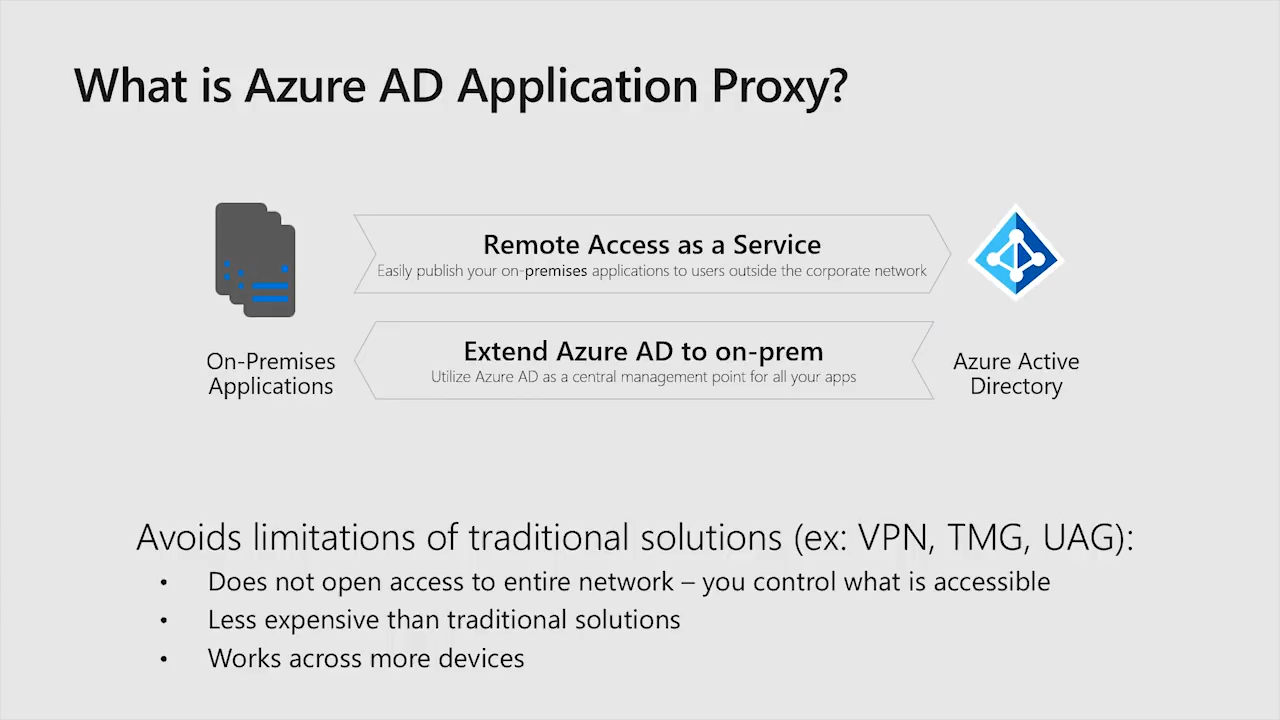 What is Azure AD Application Proxy?
Remote Access as a Service
Easily publish your on-premises applications to users outside the corporate network
On-Premises
Applications
Extend Azure AD to on-prem
Utilize Azure AD as a central management point for all your apps
Azure Active
Directory
Avoids limitations of traditional solutions (ex: VPN, TMG, UAG):
• Does not open access to entire network – you control what is accessible
• Less expensive than traditional solutions
• Works across more devices